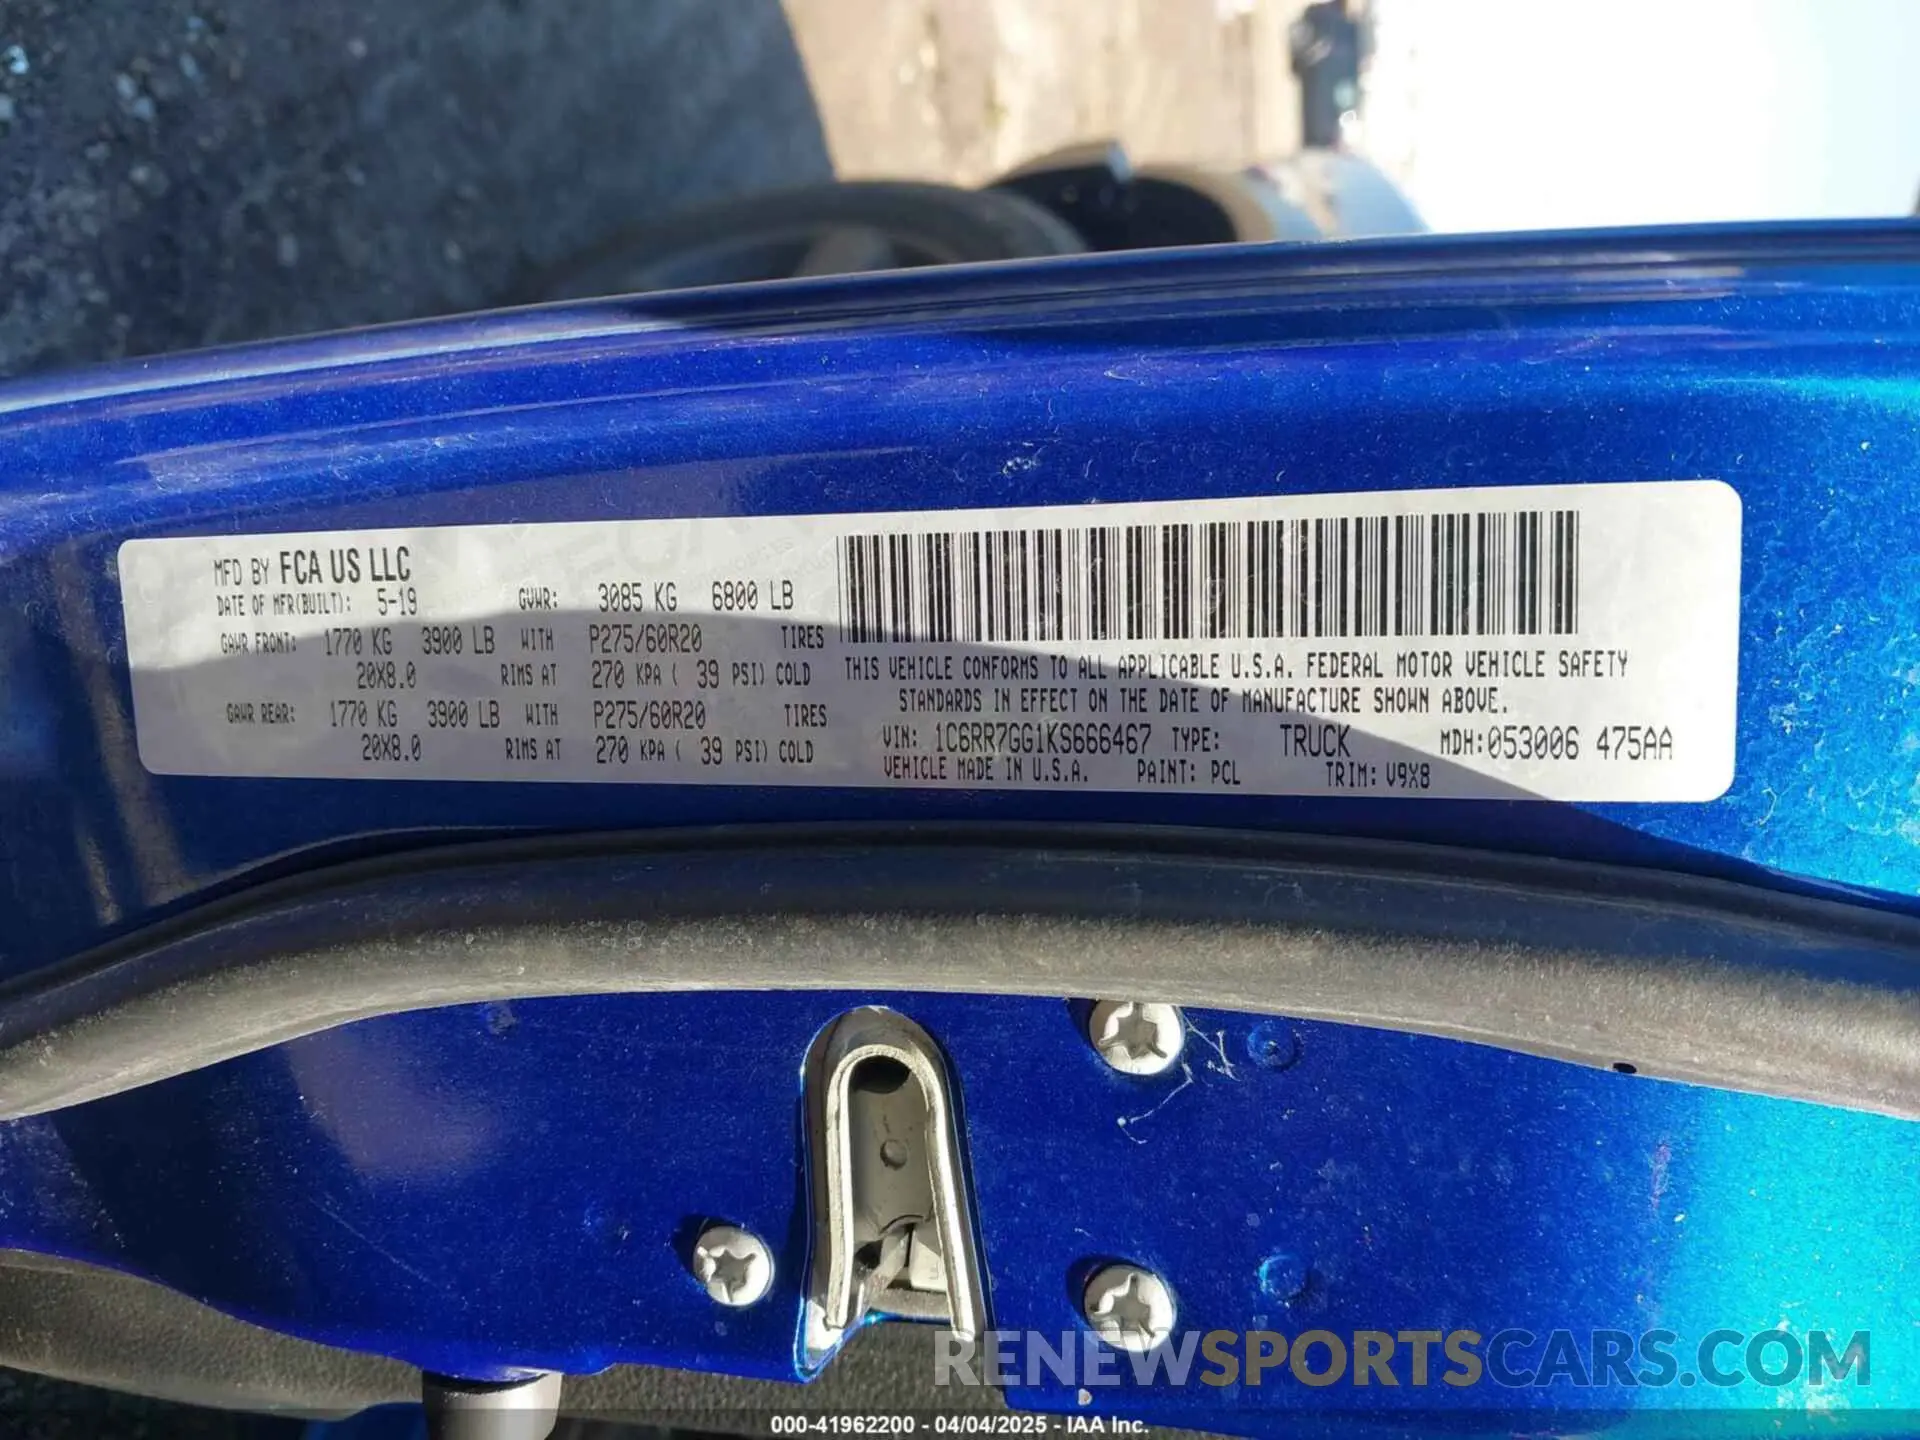 MFD BY FCA US LLC
DATE OF MFR(BUILT): 5-19 GVWR: 3085 KG 6800 LB
GAWR FRONT: 1770 KG 3900 LB WITH P275/60R20 TIRES
20X8.0 RIMS AT 270 KPA ( 39 PSI) COLD
GAWR REAR: 1770 KG 3900 LB WITH P275/60R20 TIRES
20X8.0 RIMS AT 270 KPA ( 39 PSI) COLD
THIS VEHICLE CONFORMS TO ALL APPLICABLE U.S.A. FEDERAL MOTOR VEHICLE SAFETY
STANDARDS IN EFFECT ON THE DATE OF MANUFACTURE SHOWN ABOVE.
VIN: 1C6RR7GG1KS666467 TYPE: TRUCK MDH:053006 475AA
VEHICLE MADE IN U.S.A. PAINT: PCL TRIM: V9X8
RENEWSPORTSCARS.COM
000-41962200 - 04/04/2025 - IAA Inc.